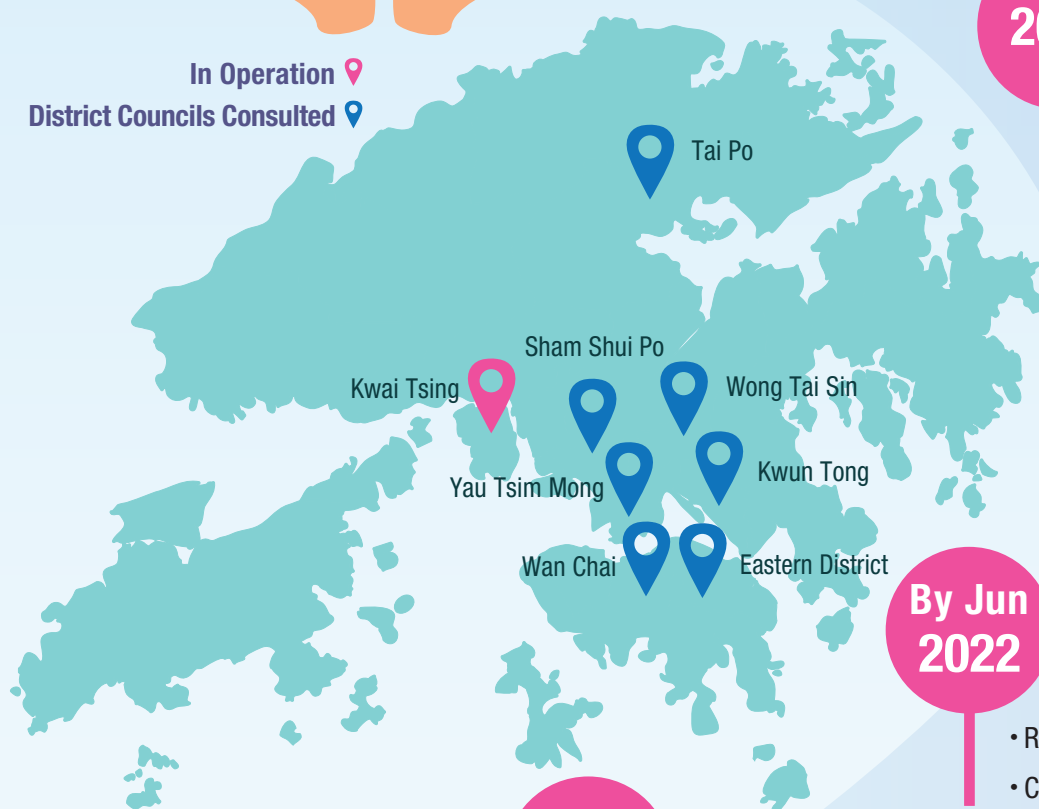 In Operation
District Councils Consulted
Tai Po
Sham Shui Po
Kwai Tsing
Wong Tai Sin
Kwun Tong
Yau Tsim Mong
Wan Chai
Eastern District
By Jun
2022